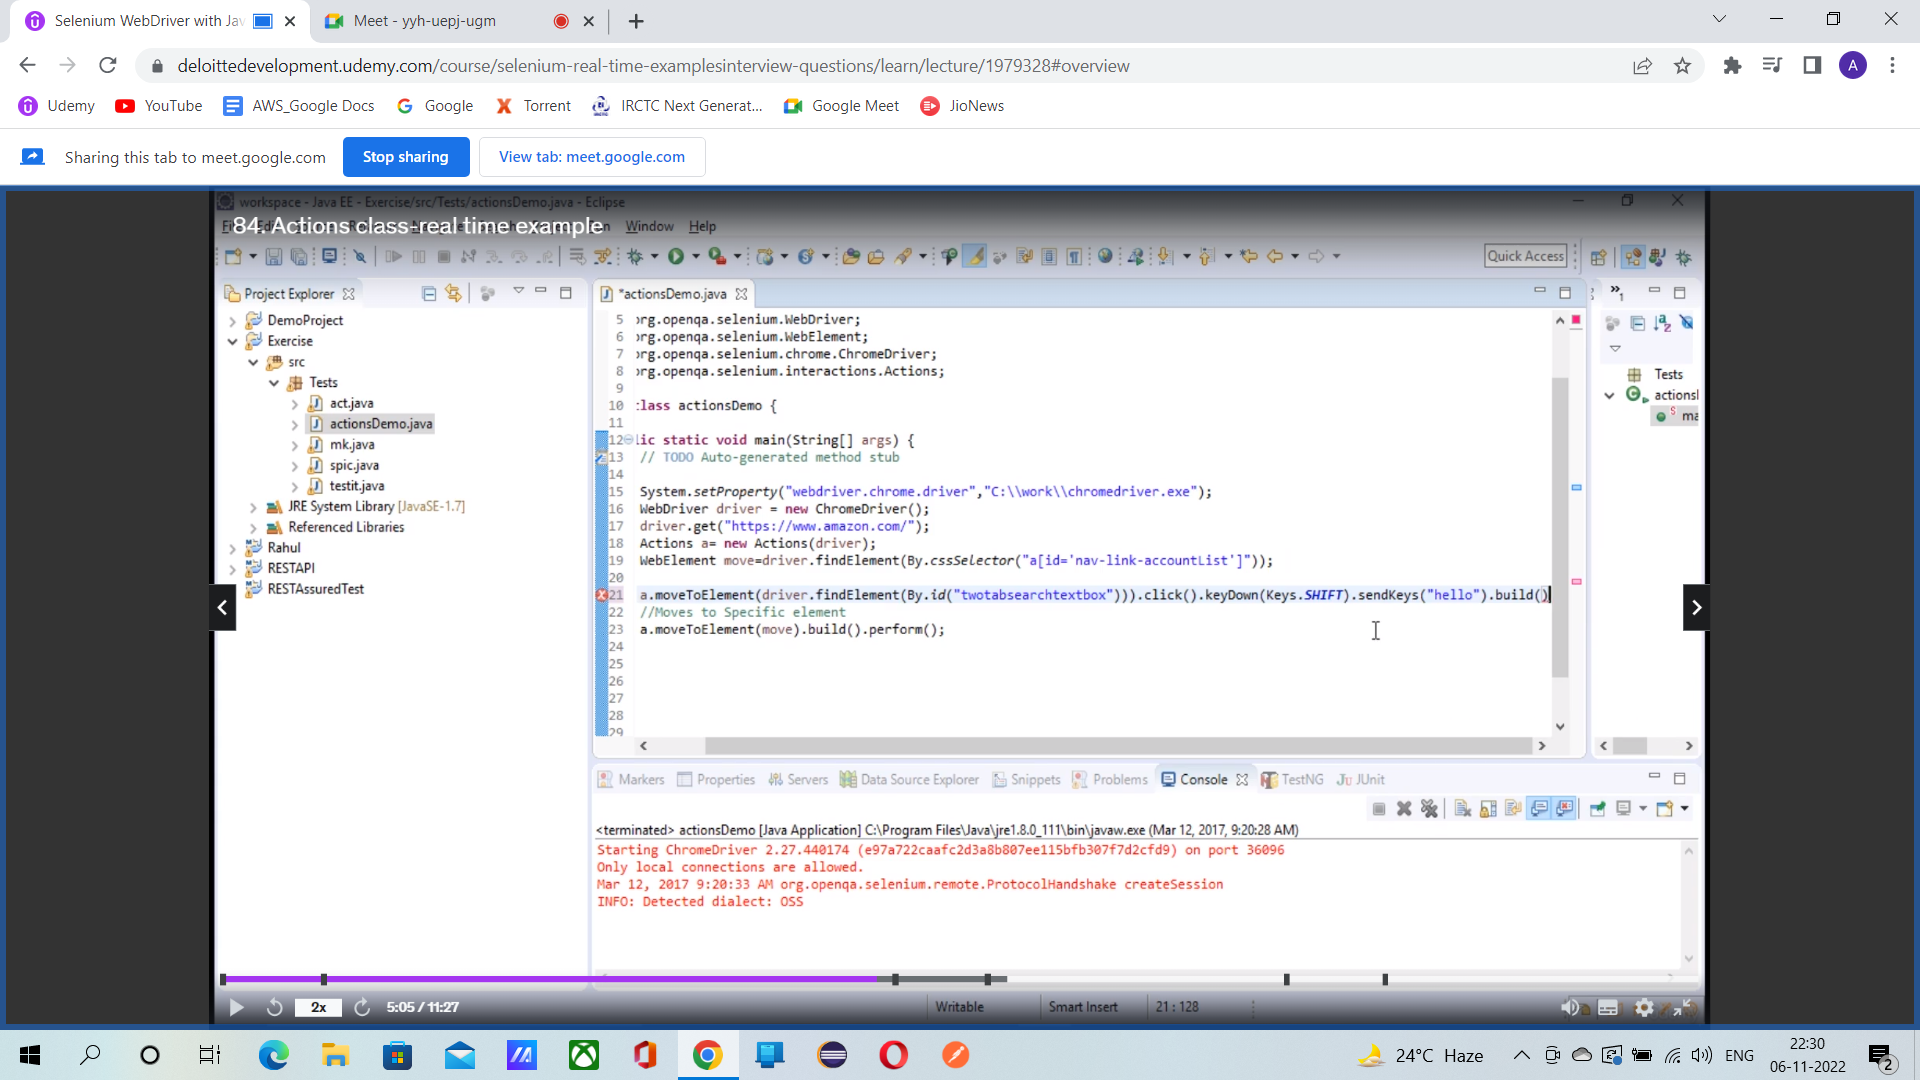 Selenium WebDriver with Jav
Meet - yyh-uepj-ugm
deloittedevelopment.udemy.com/course/selenium-real-time-examplesinterview-questions/learn/lecture/1979328#overview
A
Udemy
YouTube
AWS_Google Docs
Google
Torrent
IRCTC Next Generat...
Google Meet
JioNews
Sharing this tab to meet.google.com
Stop sharing
View tab: meet.google.com
workspace - Java EE - Exercise/src/Tests/actionsDemo.java - Eclipse
84. Actions class-real time example
Window Help
Quick Access
Project Explorer
*actionsDemo.java
DemoProject
Exercise
src
Tests
act.java
actionsDemo.java
mk.java
spic.java
testit.java
JRE System Library [JavaSE-1.7]
Referenced Libraries
Rahul
RESTAPI
RESTAssuredTest
5 org.openqa.selenium.WebDriver;
6 org.openqa.selenium.WebElement;
7 org.openqa.selenium.chrome.ChromeDriver;
8 org.openqa.selenium.interactions.Actions;
9
10 class actionsDemo {
11
12 lic static void main(String[] args) {
13 // TODO Auto-generated method stub
14
15 System.setProperty("webdriver.chrome.driver","C:\\work\\chromedriver.exe");
16 WebDriver driver = new ChromeDriver();
17 driver.get("https://www.amazon.com/");
18 Actions a= new Actions(driver);
19 WebElement move=driver.findElement(By.cssSelector("a[id='nav-link-accountList']"));
20
21 a.moveToElement(driver.findElement(By.id("twotabsearchtextbox"))).click().keyDown(Keys.SHIFT).sendKeys("hello").build()
22 //Moves to Specific element
23 a.moveToElement(move).build().perform();
24
25
26
27
28
29
Tests
actionsl
ma
Markers
Properties
Servers
Data Source Explorer
Snippets
Problems
Console
TestNG
JUnit
<terminated> actionsDemo [Java Application] C:\Program Files\Java\jre1.8.0_111\bin\javaw.exe (Mar 12, 2017, 9:20:28 AM)
Starting ChromeDriver 2.27.440174 (e97a722caafc2d3a8b807ee115bfb307f7d2cfd9) on port 36096
Only local connections are allowed.
Mar 12, 2017 9:20:33 AM org.openqa.selenium.remote.ProtocolHandshake createSession
INFO: Detected dialect: OSS
2x
5:05 / 11:27
Writable
Smart Insert
21 : 128
24°C Haze
ENG
22:30
06-11-2022
2